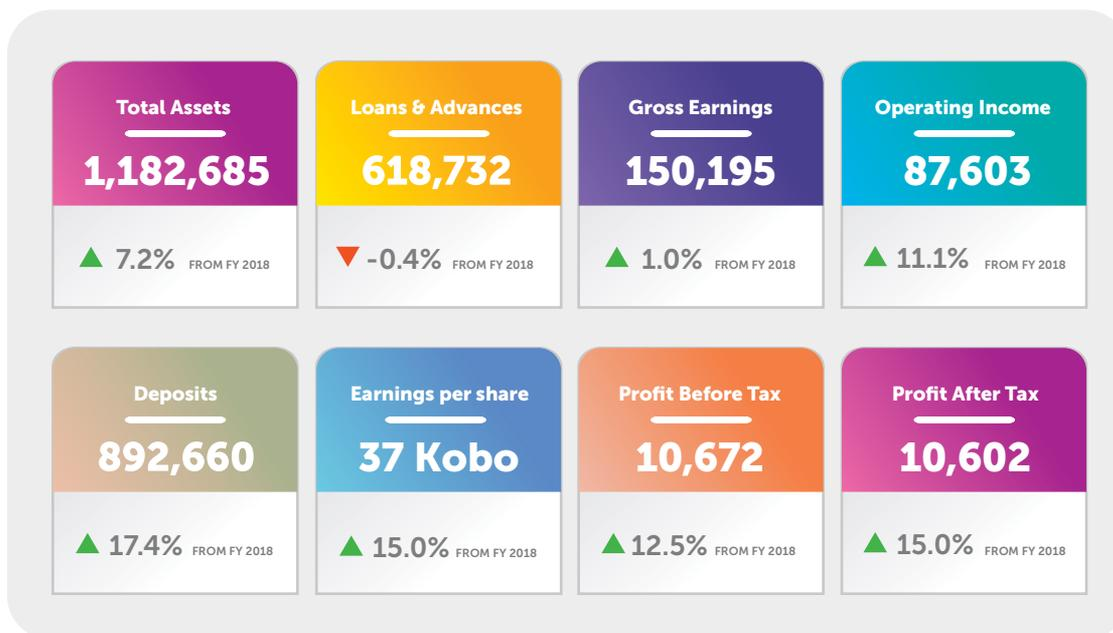 Total Assets
1,182,685
7.2% FROM FY 2018
Loans & Advances
618,732
-0.4% FROM FY 2018
Gross Earnings
150,195
1.0% FROM FY 2018
Operating Income
87,603
11.1% FROM FY 2018
Deposits
892,660
17.4% FROM FY 2018
Earnings per share
37 Kobo
15.0% FROM FY 2018
Profit Before Tax
10,672
12.5% FROM FY 2018
Profit After Tax
10,602
15.0% FROM FY 2018